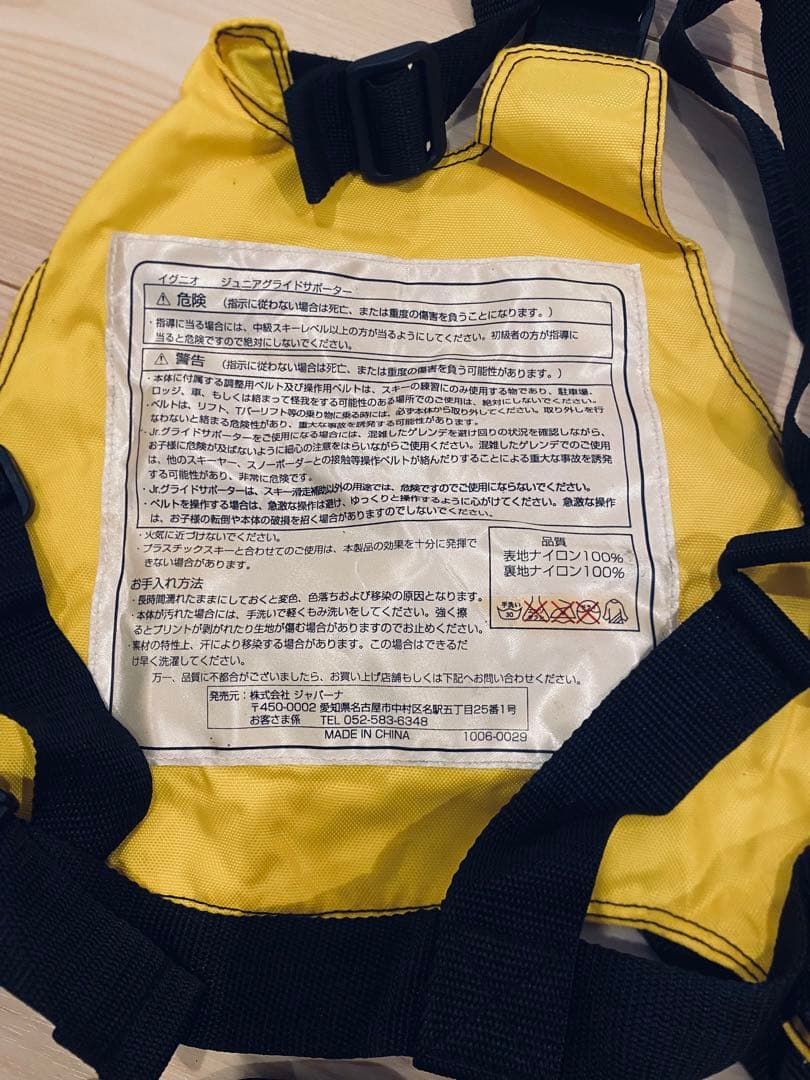 イグニオ　ジュニアグライドサポーター
⚠ 危険 （指示に従わない場合は死亡、または重度の傷害を負うことになります。）
・指導に当る場合には、中級スキーレベル以上の方が当るようにしてください。初級者の方が指導に
当ると危険ですので絶対にしないでください。
⚠ 警告 （指示に従わない場合は死亡、または重度の傷害を負う可能性があります。）
・本体に付属する調整用ベルト及び操作用ベルトは、スキーの練習にのみ使用する物であり、駐車場、
ロッジ、車、もしくは絡まって怪我をする可能性のある場所でのご使用は、絶対にしないでください。
・ベルトは、リフト、Tバーリフト等の乗り物に乗る時には、必ず本体から取り外してください。取り外しを行
なわないと絡まる危険性があり、重大な事故を誘発する可能性があります。
・Jr.グライドサポーターをご使用になる場合には、混雑したゲレンデを避け回りの状況を確認しながら、
お子様に危険が及ばないように細心の注意をはらいながらご使用ください。混雑したゲレンデでのご使用
は、他のスキーヤー、スノーボーダーとの接触等操作ベルトが絡んだりすることによる重大な事故を誘発
する可能性があり、非常に危険です。
・Jr.グライドサポーターは、スキー滑走補助以外の用途では、危険ですのでご使用にならないでください。
・ベルトを操作する場合は、急激な操作は避け、ゆっくりと操作するように心がけてください。急激な操作
は、お子様の転倒や本体の破損を招く場合がありますのでしないでください。
・火気に近づけないでください。
・プラスチックスキーと合わせてのご使用は、本製品の効果を十分に発揮で
きない場合があります。
品質
表地ナイロン100%
裏地ナイロン100%
手洗イ
30
お手入れ方法
・長時間濡れたままにしておくと変色、色落ちおよび移染の原因となります。
・本体が汚れた場合には、手洗いで軽くもみ洗いをしてください。強く擦
るとプリントが剥がれたり生地が傷む場合がありますのでお止めください。
・素材の特性上、汗により移染する場合があります。この場合はできるだ
け早く洗濯してください。
万一、品質に不都合がございましたら、お買い上げ店舗もしくは下記へお問い合わせください。
発売元：株式会社 ジャパーナ
〒450-0002 愛知県名古屋市中村区名駅五丁目25番1号
お客さま係　TEL 052-583-6348
MADE IN CHINA　1006-0029